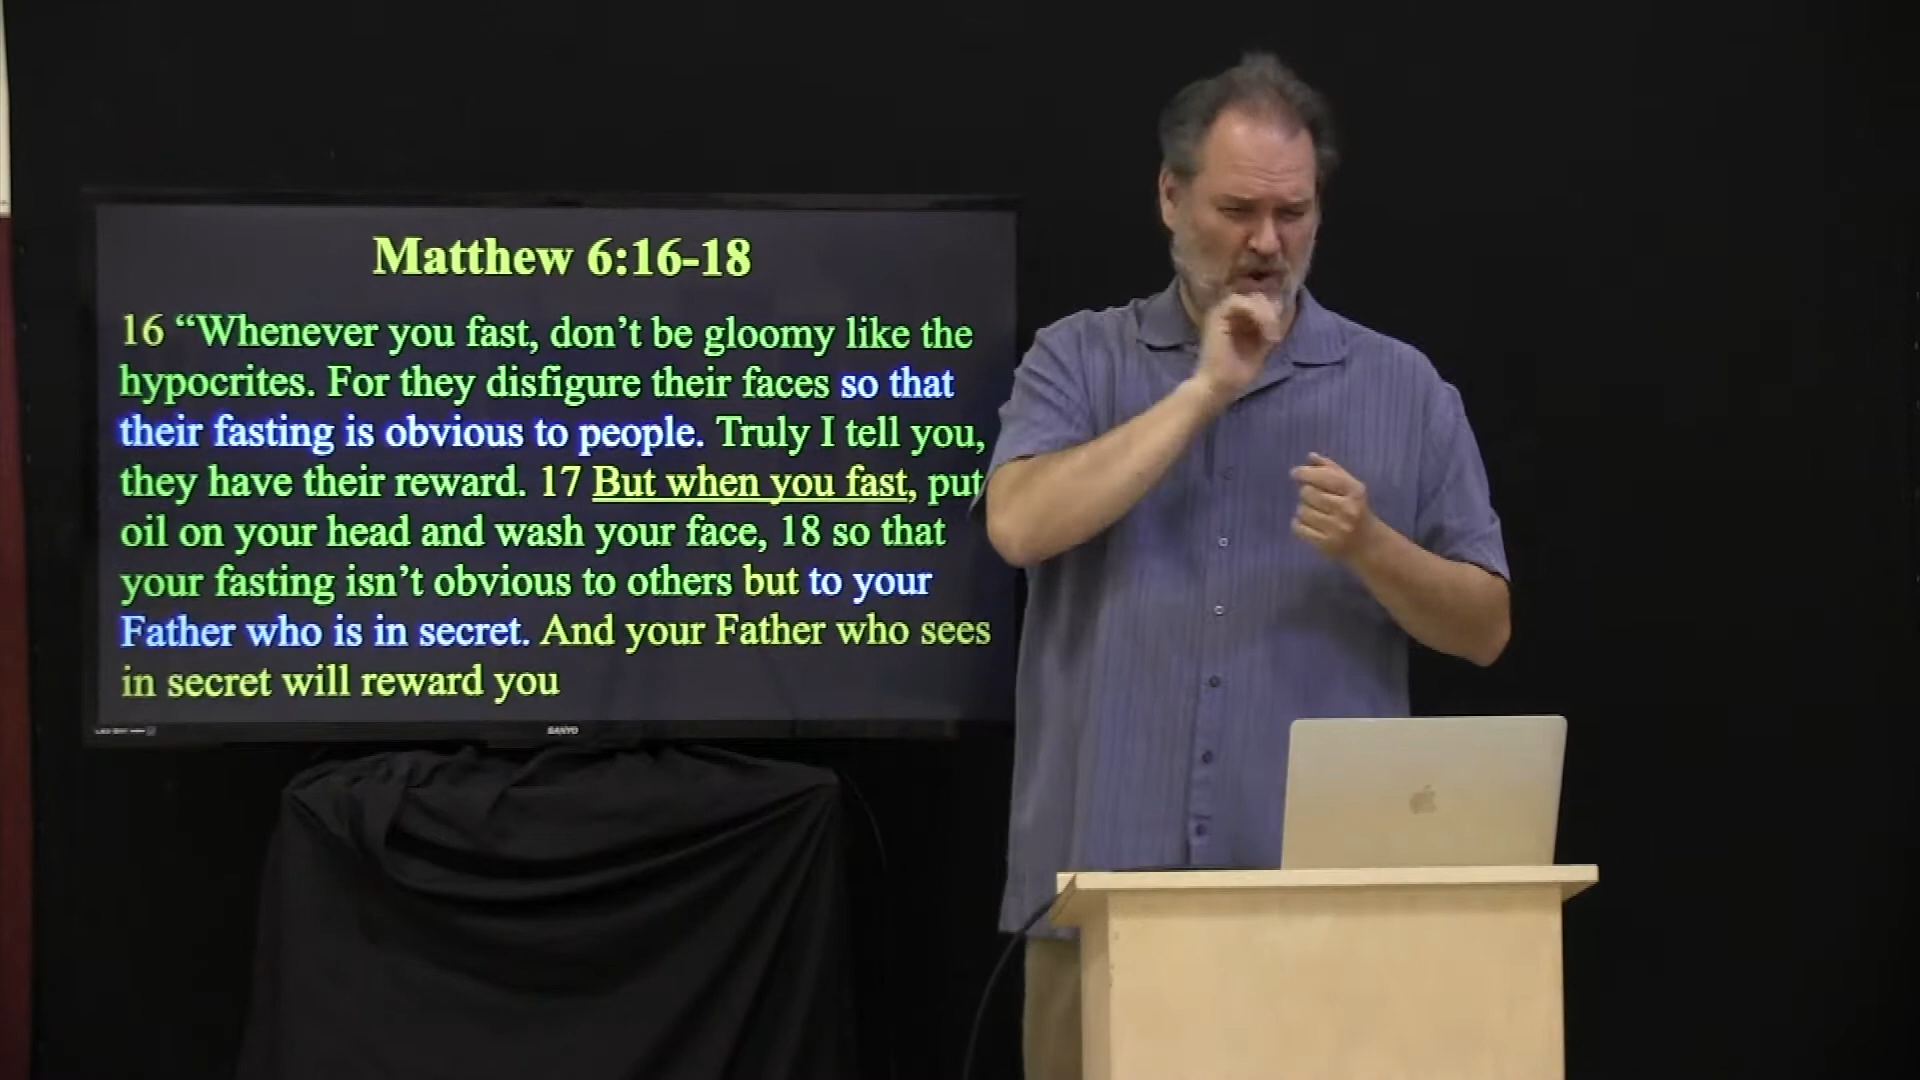 Matthew 6:16-18
16 “Whenever you fast, don’t be gloomy like the
hypocrites. For they disfigure their faces so that
their fasting is obvious to people. Truly I tell you,
they have their reward. 17 But when you fast, put
oil on your head and wash your face, 18 so that
your fasting isn’t obvious to others but to your
Father who is in secret. And your Father who sees
in secret will reward you
SANYO